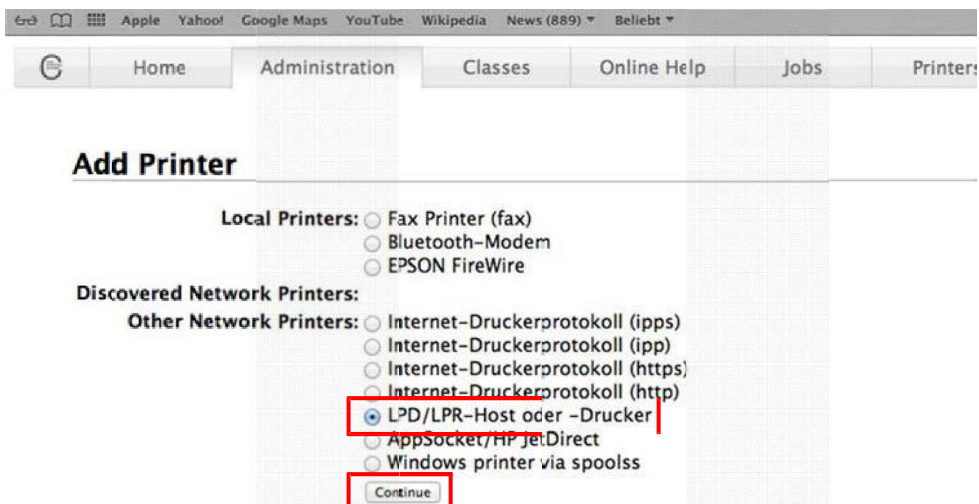 Apple Yahoo! Google Maps YouTube Wikipedia News (889) ▾ Beliebt ▾
Home Administration Classes Online Help Jobs Printers
Add Printer
Local Printers: Fax Printer (fax)
Bluetooth-Modem
EPSON FireWire
Discovered Network Printers:
Other Network Printers: Internet-Druckerprotokoll (ipps)
Internet-Druckerprotokoll (ipp)
Internet-Druckerprotokoll (https)
Internet-Druckerprotokoll (http)
LPD/LPR-Host oder -Drucker
AppSocket/HP JetDirect
Windows printer via spoolss
Continue